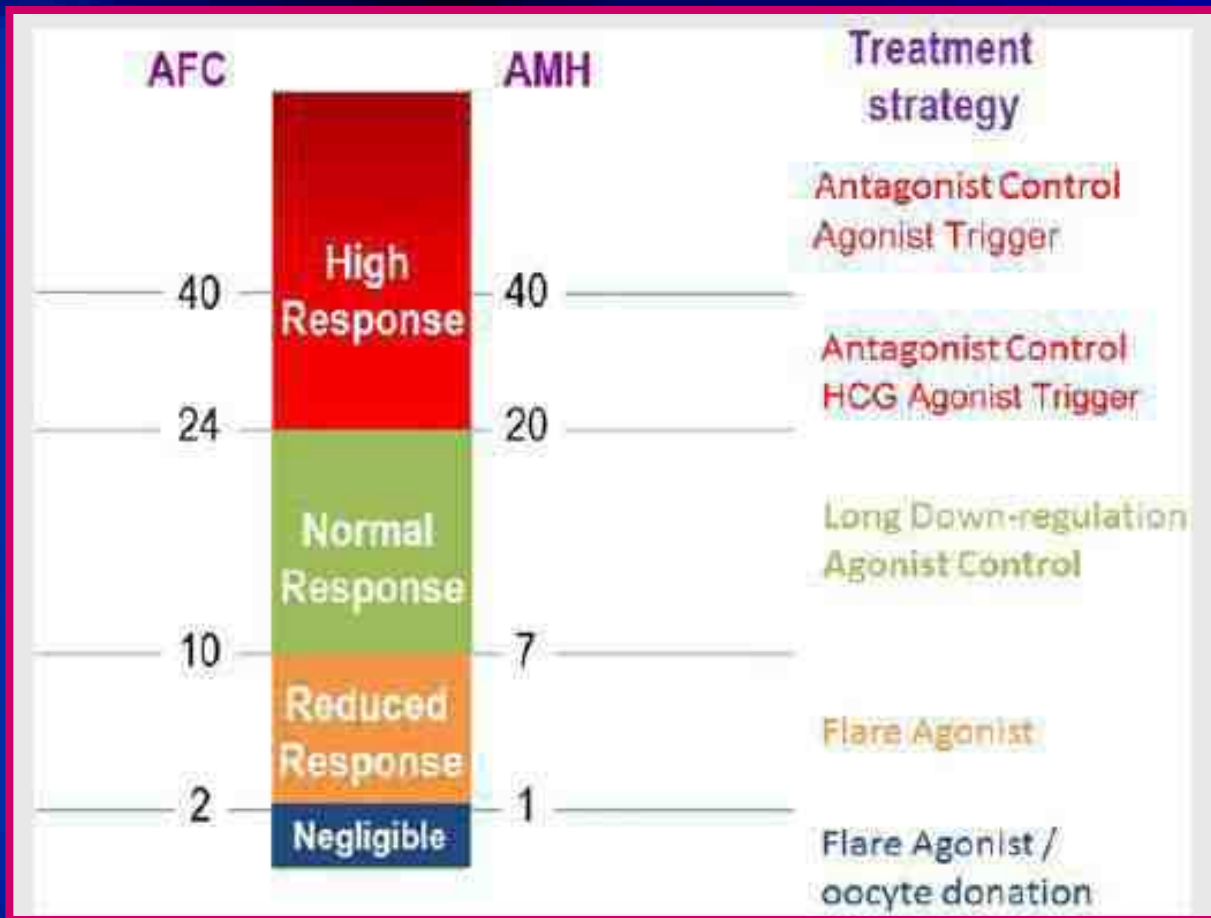 AFC
AMH
Treatment
strategy
Antagonist Control
Agonist Trigger
High
Response
40
40
Antagonist Control
HCG Agonist Trigger
24
20
Normal
Response
Long Down-regulation
Agonist Control
10
7
Reduced
Response
Flare Agonist
2
1
Negligible
Flare Agonist /
oocyte donation